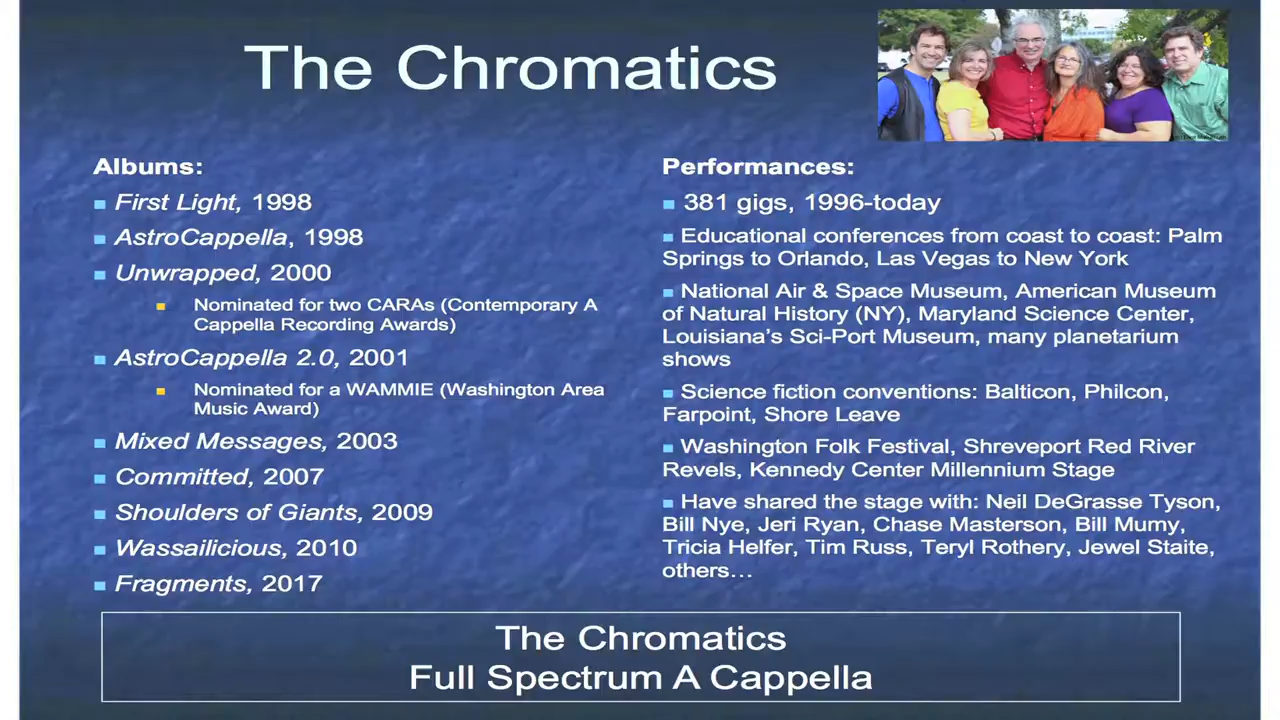 The Chromatics
Albums:
First Light, 1998
AstroCappella, 1998
Unwrapped, 2000
Nominated for two CARAs (Contemporary A
Cappella Recording Awards)
AstroCappella 2.0, 2001
Nominated for a WAMMIE (Washington Area
Music Award)
Mixed Messages, 2003
Committed, 2007
Shoulders of Giants, 2009
Wassailicious, 2010
Fragments, 2017
Performances:
381 gigs, 1996-today
Educational conferences from coast to coast: Palm
Springs to Orlando, Las Vegas to New York
National Air & Space Museum, American Museum
of Natural History (NY), Maryland Science Center,
Louisiana's Sci-Port Museum, many planetarium
shows
Science fiction conventions: Balticon, Philcon,
Farpoint, Shore Leave
Washington Folk Festival, Shreveport Red River
Revels, Kennedy Center Millennium Stage
Have shared the stage with: Neil DeGrasse Tyson,
Bill Nye, Jeri Ryan, Chase Masterson, Bill Mumy,
Tricia Helfer, Tim Russ, Teryl Rothery, Jewel Staite,
others…
The Chromatics
Full Spectrum A Cappella